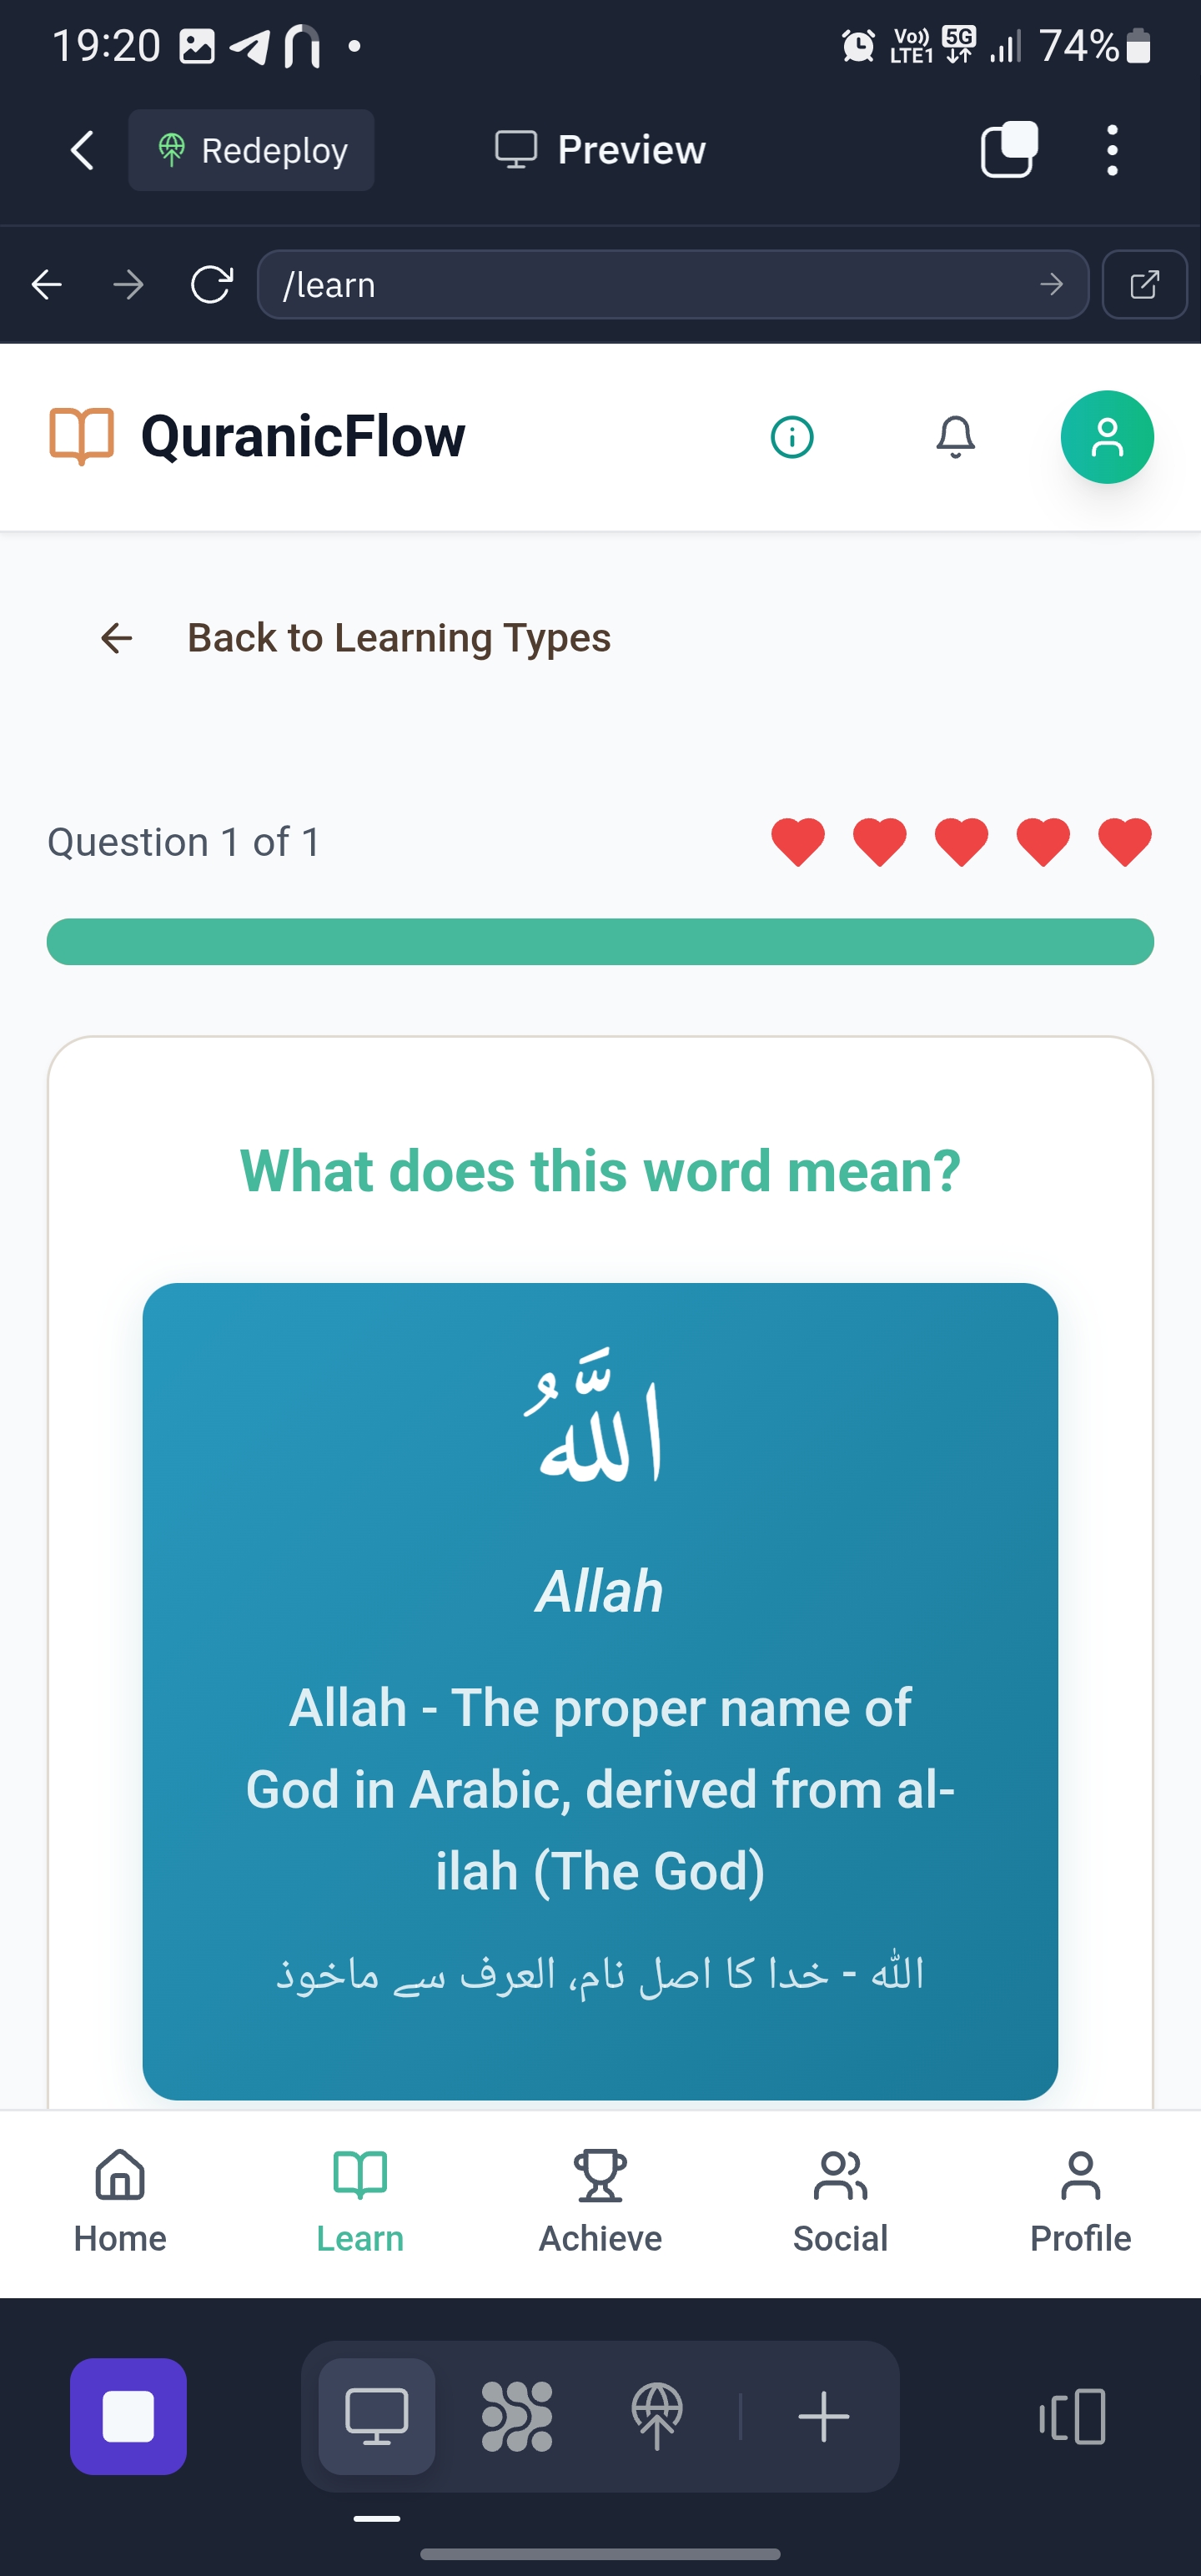 19:20
Vo)) LTE1 5G 74%
Redeploy
Preview
/learn
QuranicFlow
Back to Learning Types
Question 1 of 1
What does this word mean?
اللَّهُ
Allah
Allah - The proper name of
God in Arabic, derived from al-
ilah (The God)
اللہ - خدا کا اصل نام، العرف سے ماخوذ
Home
Learn
Achieve
Social
Profile